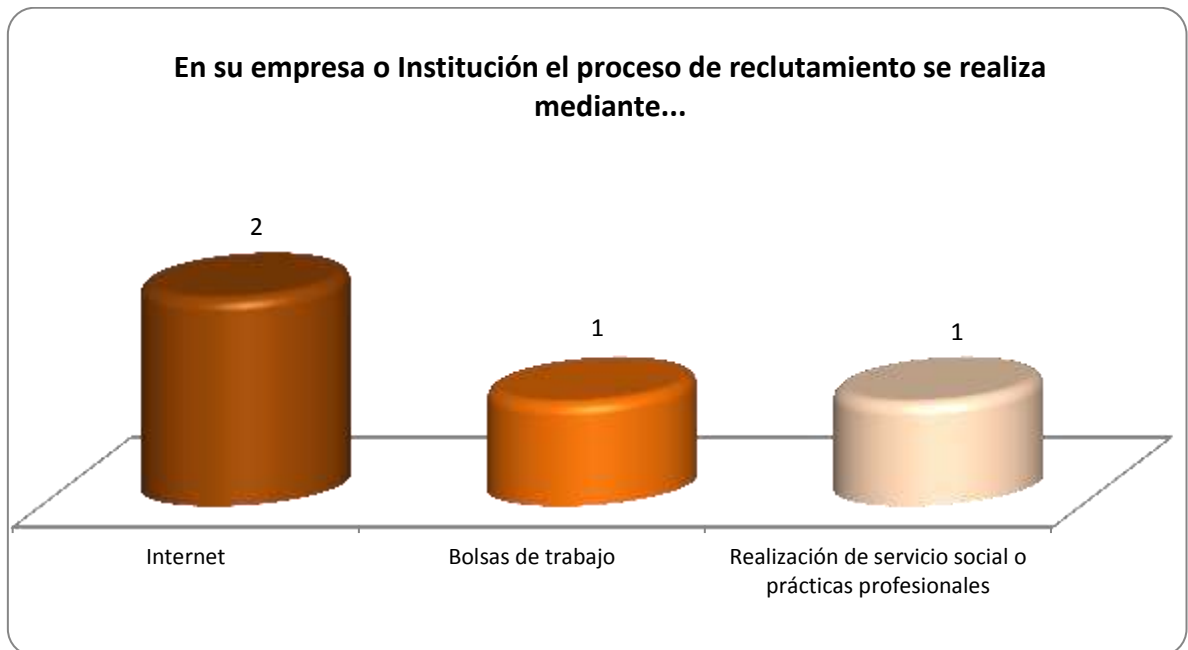 En su empresa o Institución el proceso de reclutamiento se realiza
mediante...
2
1
1
Internet
Bolsas de trabajo
Realización de servicio social o
prácticas profesionales